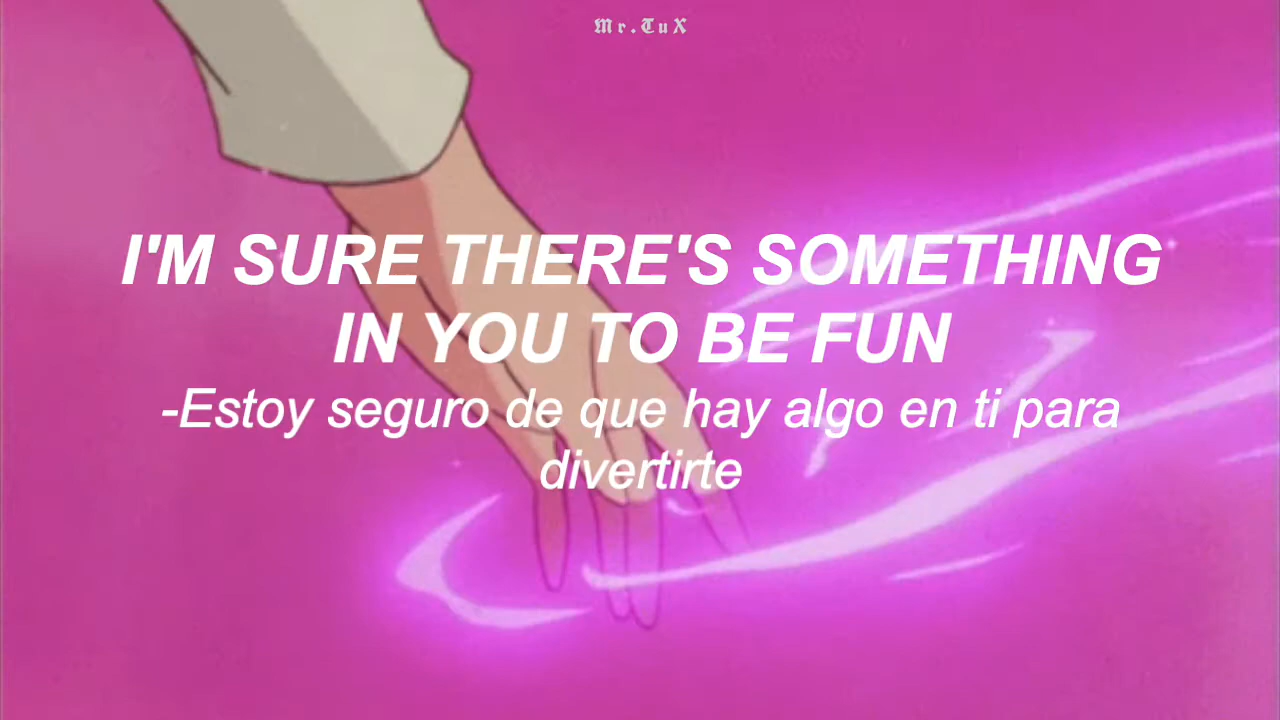 Mr.TuX
I'M SURE THERE'S SOMETHING
IN YOU TO BE FUN
-Estoy seguro de que hay algo en ti para
divertirte